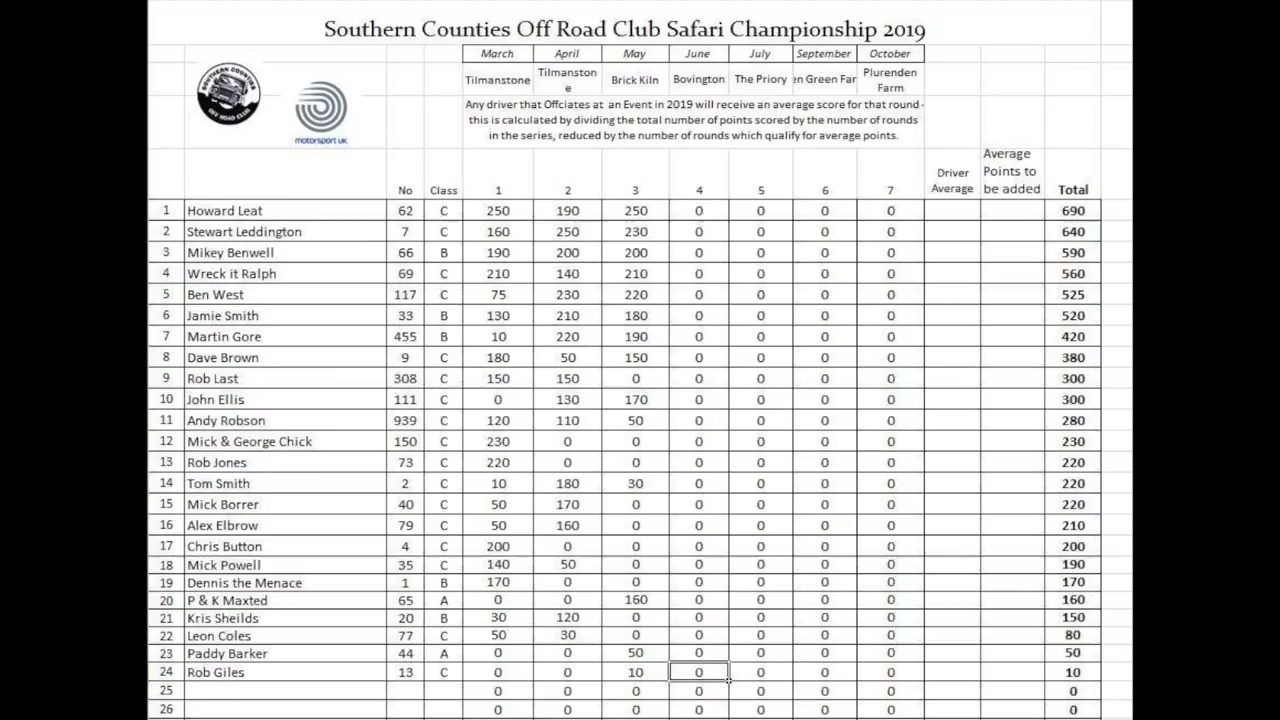 Southern Counties Off Road Club Safari Championship 2019
March April May June July September October
Tilmanstone Tilmanston e Brick Kiln Bovington The Priory en Green Far Plurenden Farm
SOUTHERN COUNTIES
OFF ROAD CLUB
motorsport uk
Any driver that Offciates at an Event in 2019 will receive an average score for that round -
this is calculated by dividing the total number of points scored by the number of rounds
in the series, reduced by the number of rounds which qualify for average points.
No Class 1 2 3 4 5 6 7 Driver Average Average Points to be added Total
1 Howard Leat 62 C 250 190 250 0 0 0 0 690
2 Stewart Leddington 7 C 160 250 230 0 0 0 0 640
3 Mikey Benwell 66 B 190 200 200 0 0 0 0 590
4 Wreck it Ralph 69 C 210 140 210 0 0 0 0 560
5 Ben West 117 C 75 230 220 0 0 0 0 525
6 Jamie Smith 33 B 130 210 180 0 0 0 0 520
7 Martin Gore 455 B 10 220 190 0 0 0 0 420
8 Dave Brown 9 C 180 50 150 0 0 0 0 380
9 Rob Last 308 C 150 150 0 0 0 0 0 300
10 John Ellis 111 C 0 130 170 0 0 0 0 300
11 Andy Robson 939 C 120 110 50 0 0 0 0 280
12 Mick & George Chick 150 C 230 0 0 0 0 0 0 230
13 Rob Jones 73 C 220 0 0 0 0 0 0 220
14 Tom Smith 2 C 10 180 30 0 0 0 0 220
15 Mick Borrer 40 C 50 170 0 0 0 0 0 220
16 Alex Elbrow 79 C 50 160 0 0 0 0 0 210
17 Chris Button 4 C 200 0 0 0 0 0 0 200
18 Mick Powell 35 C 140 50 0 0 0 0 0 190
19 Dennis the Menace 1 B 170 0 0 0 0 0 0 170
20 P & K Maxted 65 A 0 0 160 0 0 0 0 160
21 Kris Sheilds 20 B 30 120 0 0 0 0 0 150
22 Leon Coles 77 C 50 30 0 0 0 0 0 80
23 Paddy Barker 44 A 0 0 50 0 0 0 0 50
24 Rob Giles 13 C 0 0 10 0 0 0 0 10
25 0 0 0 0 0 0 0 0
26 0 0 0 0 0 0 0 0